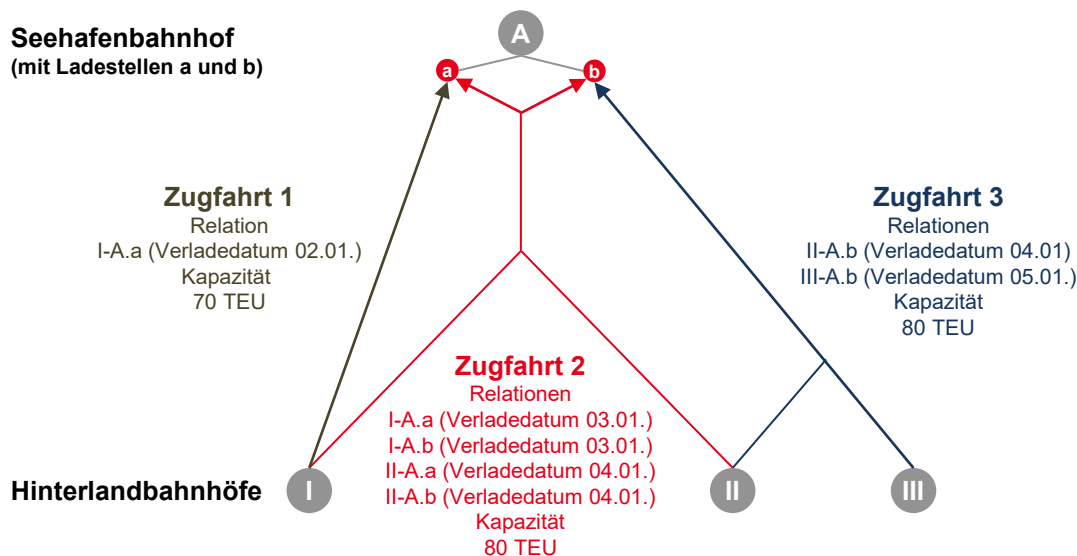 Seehafenbahnhof
(mit Ladestellen a und b)
A
a
b
Zugfahrt 1
Relation
I-A.a (Verladedatum 02.01.)
Kapazität
70 TEU
Zugfahrt 3
Relationen
II-A.b (Verladedatum 04.01)
III-A.b (Verladedatum 05.01.)
Kapazität
80 TEU
Zugfahrt 2
Relationen
I-A.a (Verladedatum 03.01.)
I-A.b (Verladedatum 03.01.)
II-A.a (Verladedatum 04.01.)
II-A.b (Verladedatum 04.01.)
Kapazität
80 TEU
Hinterlandbahnhöfe
I
II
III